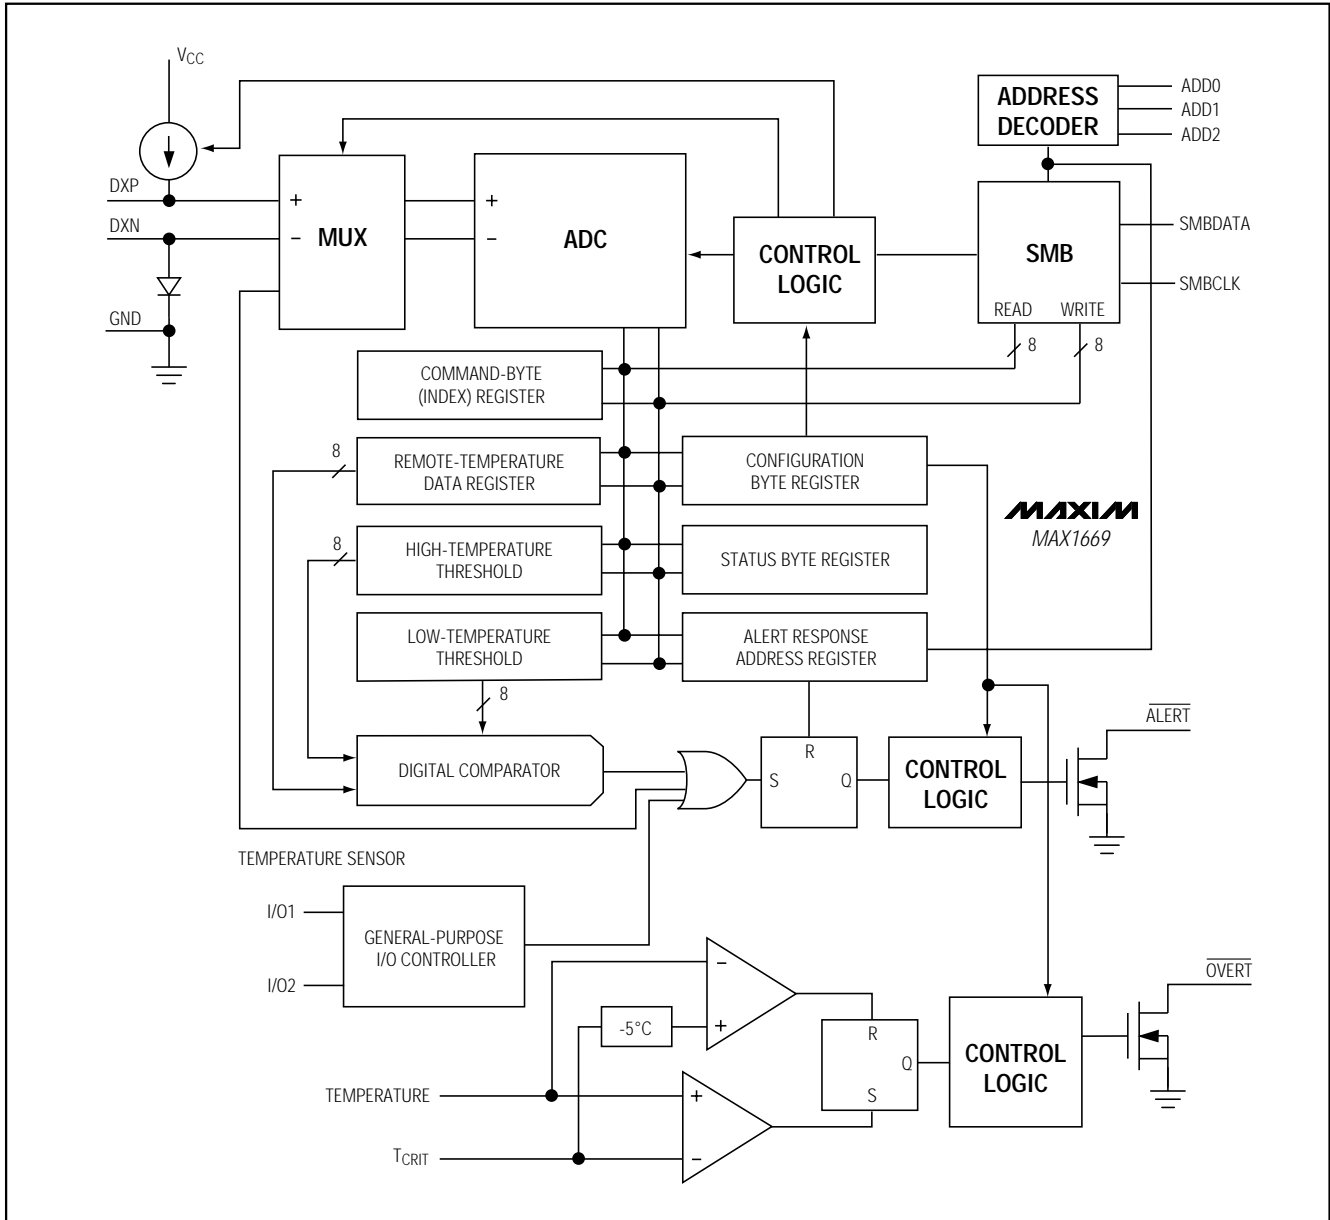 VCC
ADDRESS
DECODER
ADD0
ADD1
ADD2
DXP
DXN
GND
+
−
MUX
+
−
ADC
CONTROL
LOGIC
SMB
READ
WRITE
SMBDATA
SMBCLK
8
8
COMMAND-BYTE
(INDEX) REGISTER
8
REMOTE-TEMPERATURE
DATA REGISTER
CONFIGURATION
BYTE REGISTER
MAXIM
MAX1669
8
HIGH-TEMPERATURE
THRESHOLD
STATUS BYTE REGISTER
LOW-TEMPERATURE
THRESHOLD
ALERT RESPONSE
ADDRESS REGISTER
8
DIGITAL COMPARATOR
S
R
Q
CONTROL
LOGIC
ALERT
TEMPERATURE SENSOR
I/O1
I/O2
GENERAL-PURPOSE
I/O CONTROLLER
−
+
-5°C
R
Q
S
CONTROL
LOGIC
OVERT
TEMPERATURE
+
−
TCRIT